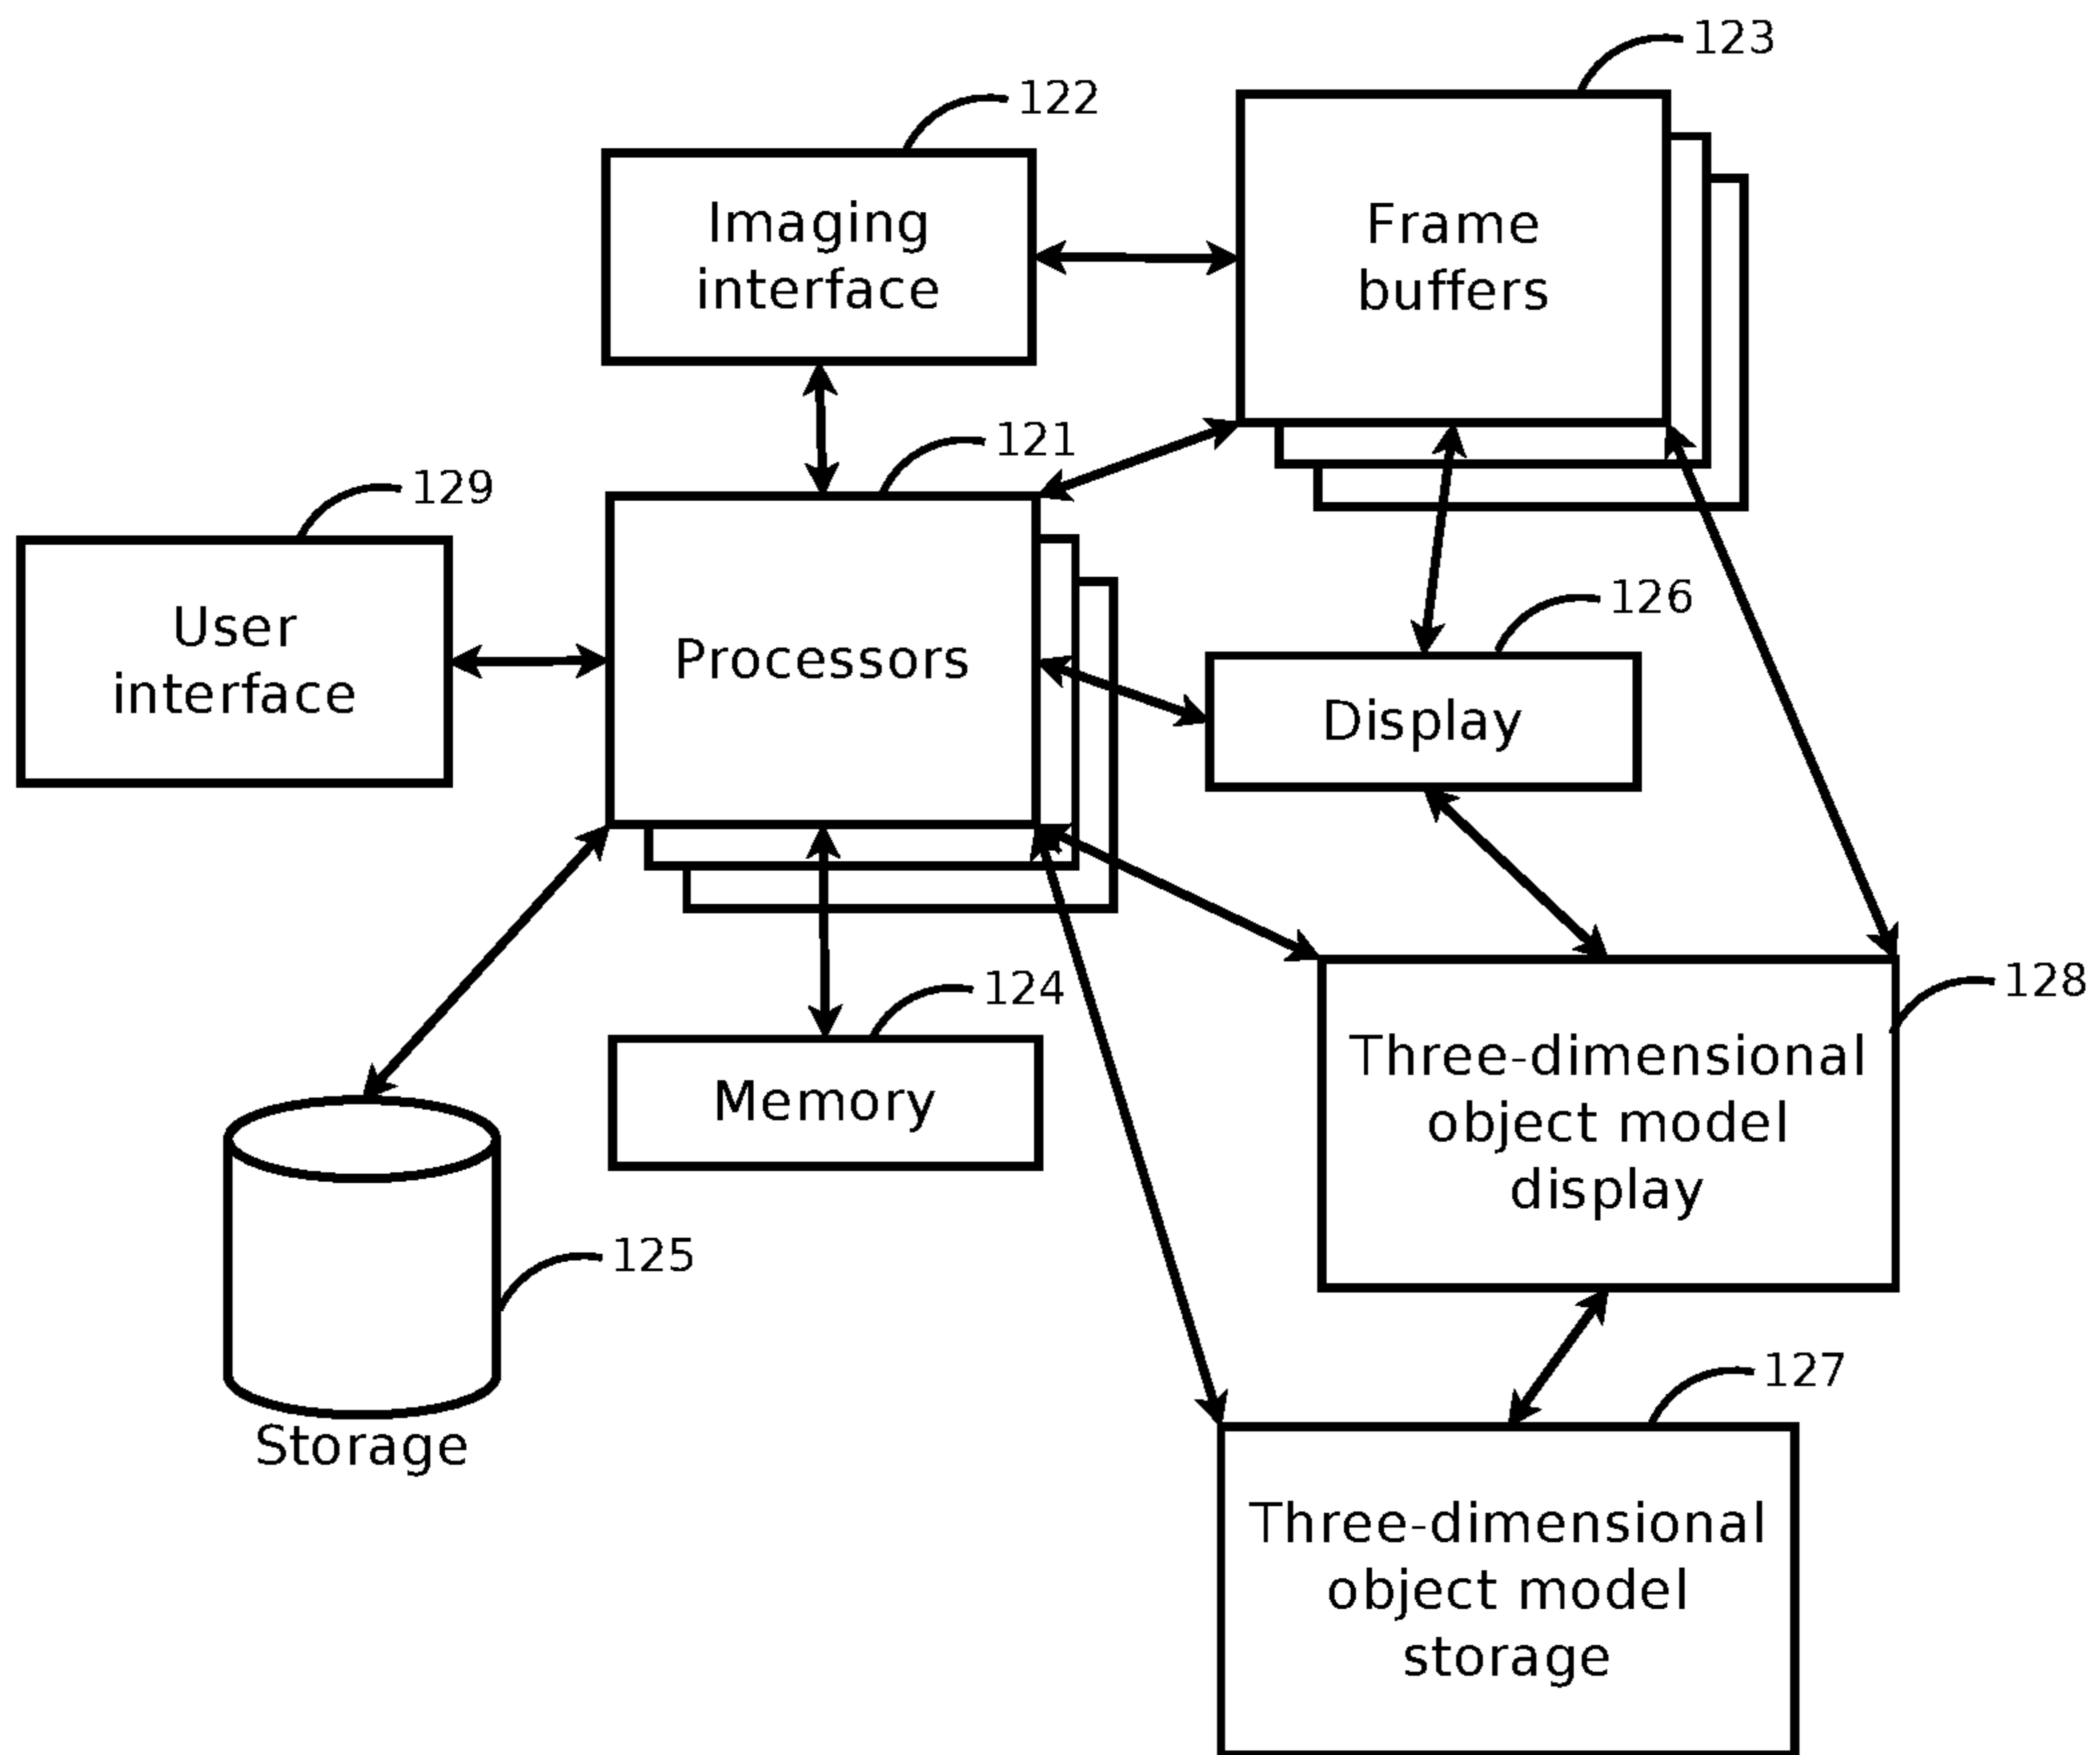 123
122
Imaging
interface
Frame
buffers
121
129
User
interface
Processors
126
Display
124
Memory
128
Three-dimensional
object model
display
125
Storage
127
Three-dimensional
object model
storage